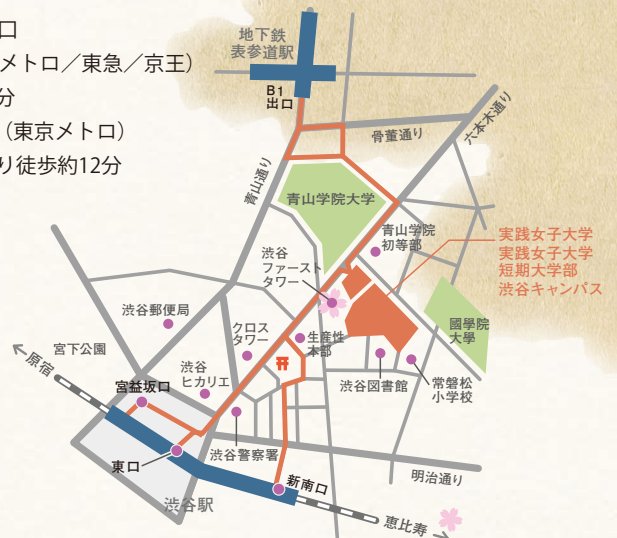 口
メトロ／東急／京王）
分
（東京メトロ）
り徒歩約12分
地下鉄
表参道駅
B1
出口
骨董通り
六本木通り
青山通り
青山学院大学
青山学院
初等部
渋谷
ファースト
タワー
実践女子大学
実践女子大学
短期大学部
渋谷キャンパス
國學院
大學
渋谷郵便局
クロス
タワー
生産性
本部
宮下公園
渋谷
ヒカリエ
渋谷図書館
常磐松
小学校
原宿
宮益坂口
渋谷警察署
東口
明治通り
新南口
渋谷駅
恵比寿